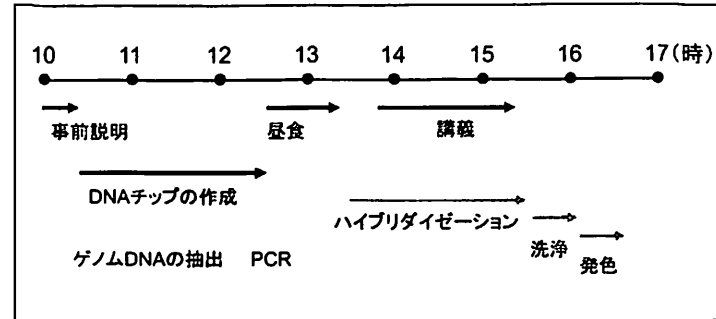 10 11 12 13 14 15 16 17(時)
事前説明 昼食 講義
DNAチップの作成
ハイブリダイゼーション
洗浄
発色
ゲノムDNAの抽出 PCR